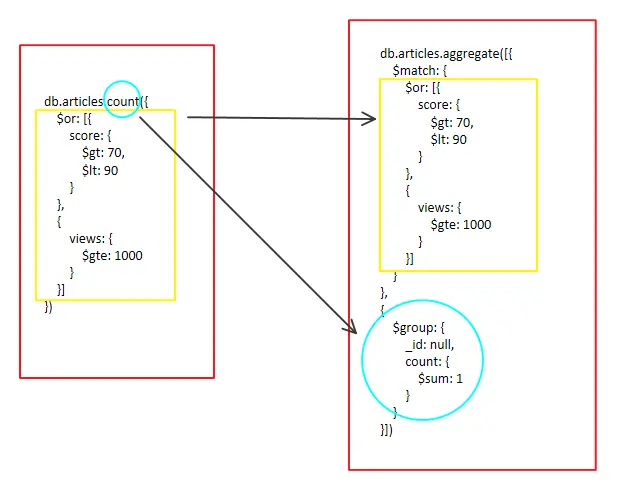 db.articles.count({
$or: [{
score: {
$gt: 70,
$lt: 90
}
},
{
views: {
$gte: 1000
}
}]
})
db.articles.aggregate([{
$match: {
$or: [{
score: {
$gt: 70,
$lt: 90
}
},
{
views: {
$gte: 1000
}
}]
}
},
{
$group: {
_id: null,
count: {
$sum: 1
}
}
}])